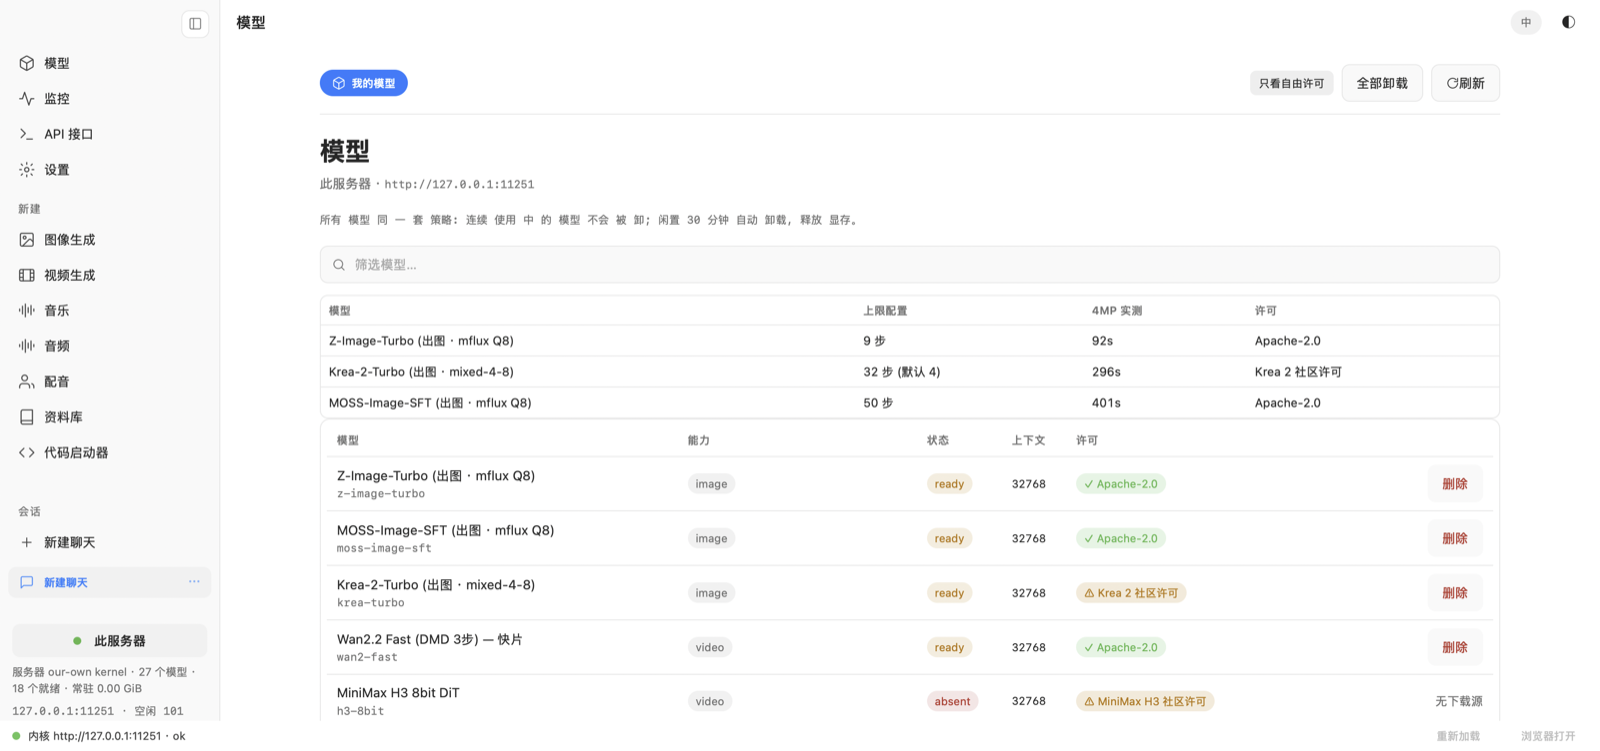 模型
中
模型
监控
API 接口
设置
新建
图像生成
视频生成
音乐
音频
配音
资料库
代码启动器
会话
新建聊天
新建聊天
此服务器
服务器 our-own kernel · 27 个模型 ·
18 个就绪 · 常驻 0.00 GiB
127.0.0.1:11251 · 空闲 101
我的模型
只看自由许可
全部卸载
刷新
模型
此服务器 · http://127.0.0.1:11251
所有 模型 同 一 套 策略: 连续 使用 中 的 模型 不会 被 卸; 闲置 30 分钟 自动 卸载, 释放 显存。
筛选模型...
模型 上限配置 4MP 实测 许可
Z-Image-Turbo (出图 · mflux Q8) 9 步 92s Apache-2.0
Krea-2-Turbo (出图 · mixed-4-8) 32 步 (默认 4) 296s Krea 2 社区许可
MOSS-Image-SFT (出图 · mflux Q8) 50 步 401s Apache-2.0
模型 能力 状态 上下文 许可
Z-Image-Turbo (出图 · mflux Q8)
z-image-turbo
image ready 32768 ✓ Apache-2.0 删除
MOSS-Image-SFT (出图 · mflux Q8)
moss-image-sft
image ready 32768 ✓ Apache-2.0 删除
Krea-2-Turbo (出图 · mixed-4-8)
krea-turbo
image ready 32768 ⚠ Krea 2 社区许可 删除
Wan2.2 Fast (DMD 3步) — 快片
wan2-fast
video ready 32768 ✓ Apache-2.0 删除
MiniMax H3 8bit DiT
h3-8bit
video absent 32768 ⚠ MiniMax H3 社区许可 无下载源
内核 http://127.0.0.1:11251 · ok
重新加载
浏览器打开